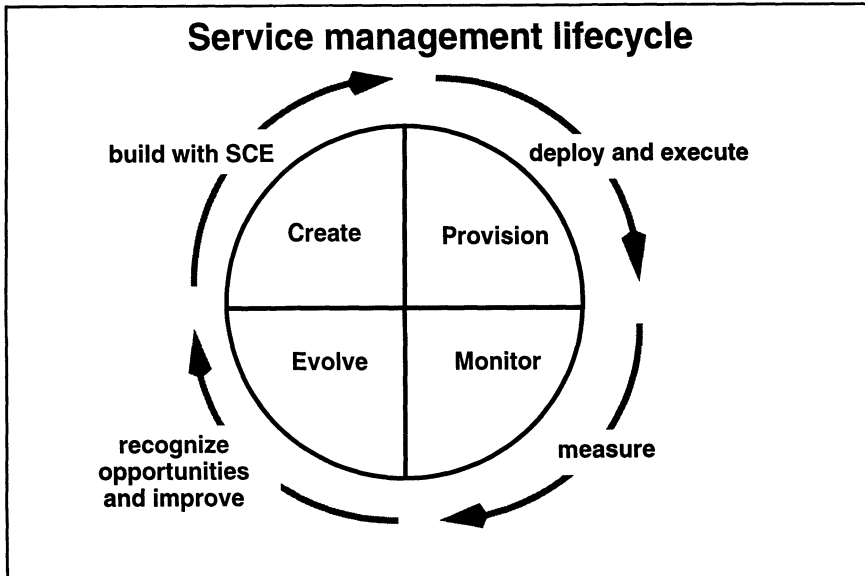 Service management lifecycle
build with SCE
deploy and execute
Create
Provision
Evolve
Monitor
recognize
opportunities
and improve
measure